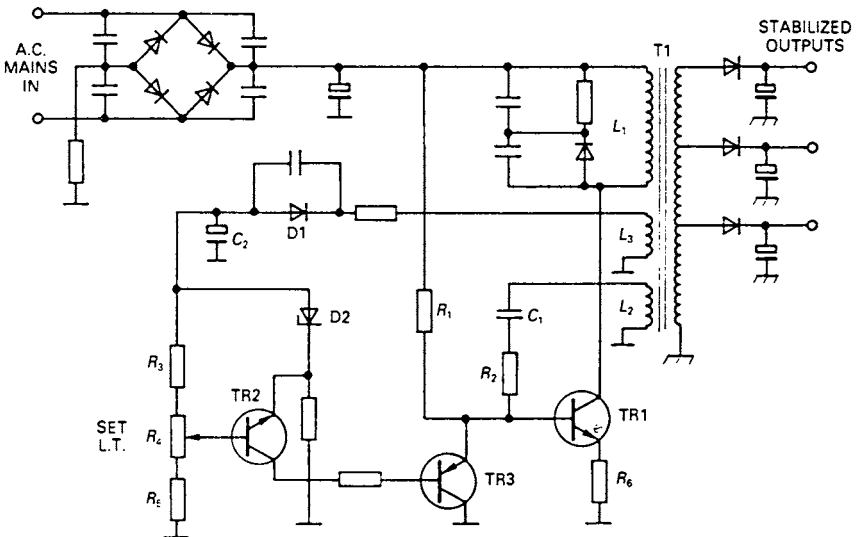 A.C.
MAINS
IN
STABILIZED
OUTPUTS
T1
L1
L3
L2
C2
D1
D2
R1
C1
R2
R3
SET
L.T.
R4
R5
TR2
TR3
TR1
R6